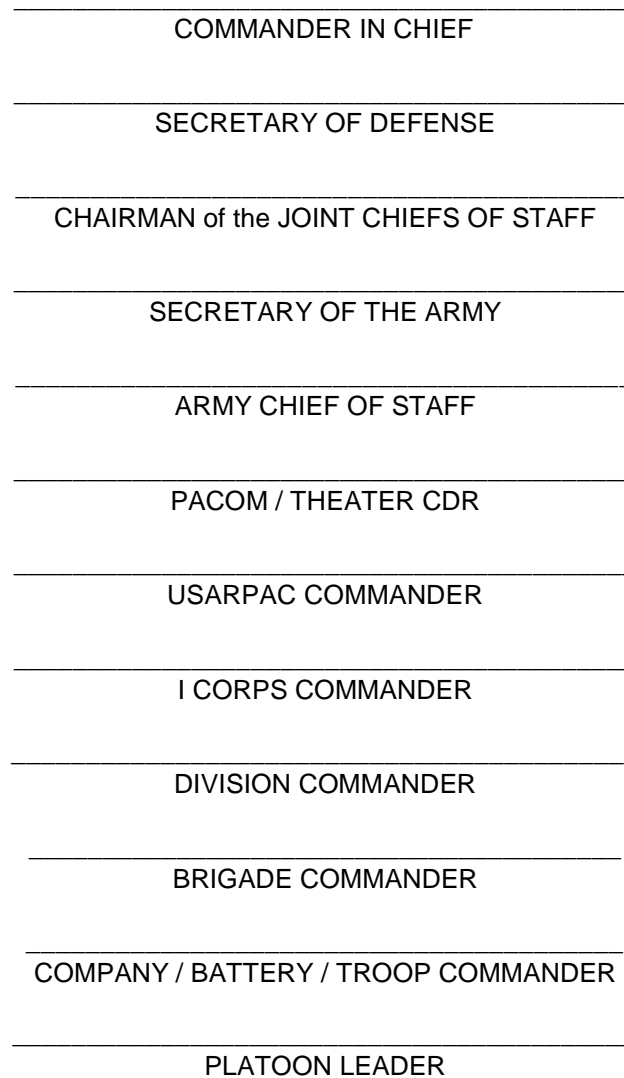 COMMANDER IN CHIEF
SECRETARY OF DEFENSE
CHAIRMAN of the JOINT CHIEFS OF STAFF
SECRETARY OF THE ARMY
ARMY CHIEF OF STAFF
PACOM / THEATER CDR
USARPAC COMMANDER
I CORPS COMMANDER
DIVISION COMMANDER
BRIGADE COMMANDER
COMPANY / BATTERY / TROOP COMMANDER
PLATOON LEADER